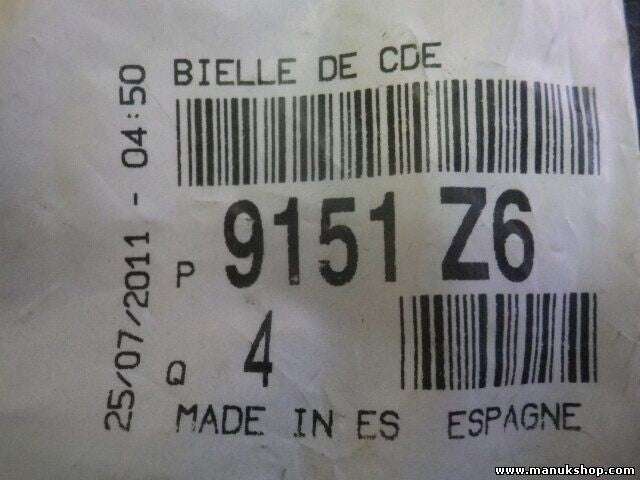 BIELLE DE CDE
25/07/2011 - 04:50
P 9151 Z6
Q 4
MADE IN ES ESPAGNE
www.manukshop.com